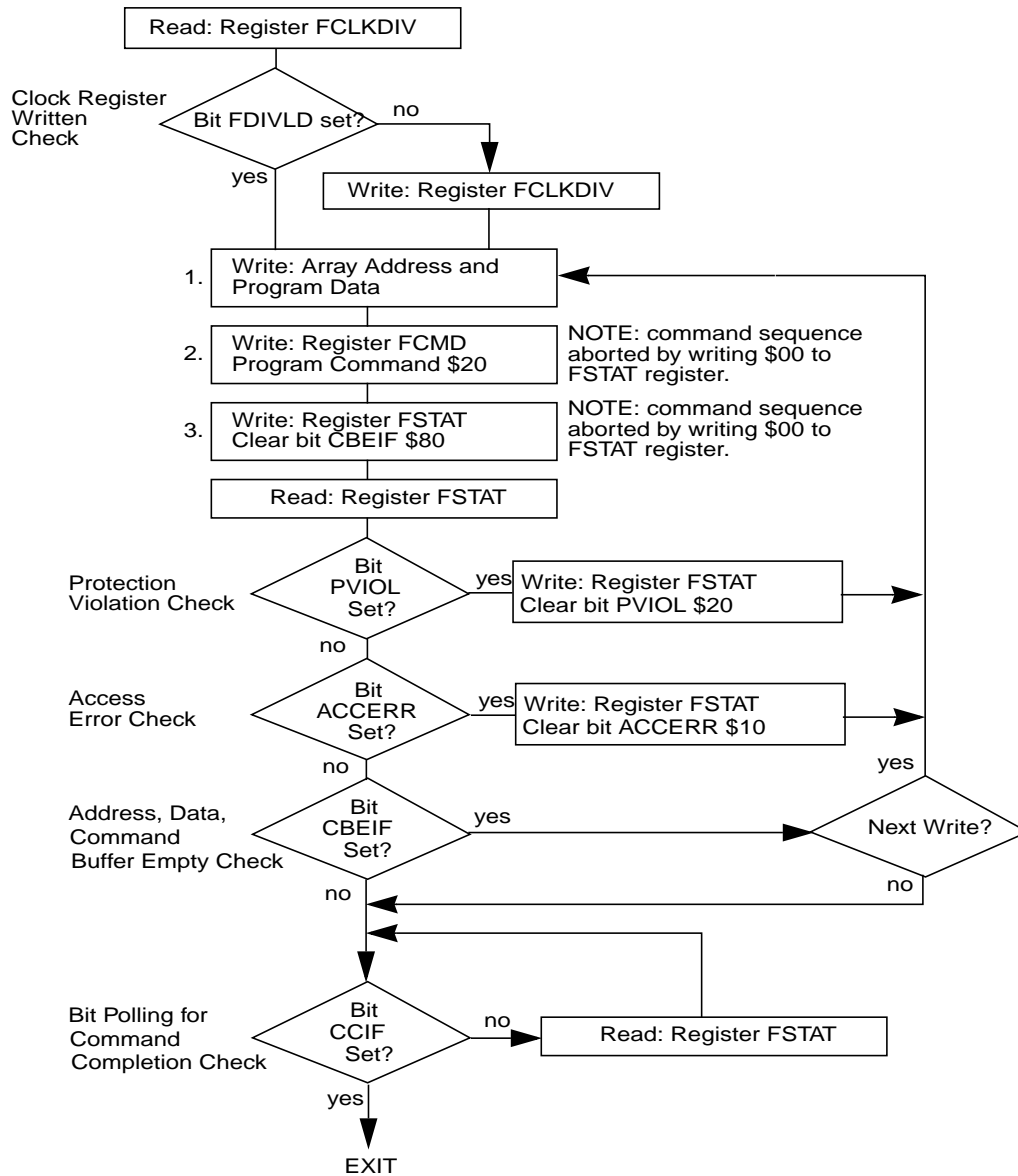 Read: Register FCLKDIV
Clock Register
Written
Check
Bit FDIVLD set?
no
yes
Write: Register FCLKDIV
1.
Write: Array Address and
Program Data
2.
Write: Register FCMD
Program Command $20
NOTE: command sequence
aborted by writing $00 to
FSTAT register.
3.
Write: Register FSTAT
Clear bit CBEIF $80
NOTE: command sequence
aborted by writing $00 to
FSTAT register.
Read: Register FSTAT
Protection
Violation Check
Bit
PVIOL
Set?
yes
Write: Register FSTAT
Clear bit PVIOL $20
no
Access
Error Check
Bit
ACCERR
Set?
yes
Write: Register FSTAT
Clear bit ACCERR $10
no
yes
Address, Data,
Command
Buffer Empty Check
Bit
CBEIF
Set?
yes
Next Write?
no
no
Bit Polling for
Command
Completion Check
Bit
CCIF
Set?
no
Read: Register FSTAT
yes
EXIT